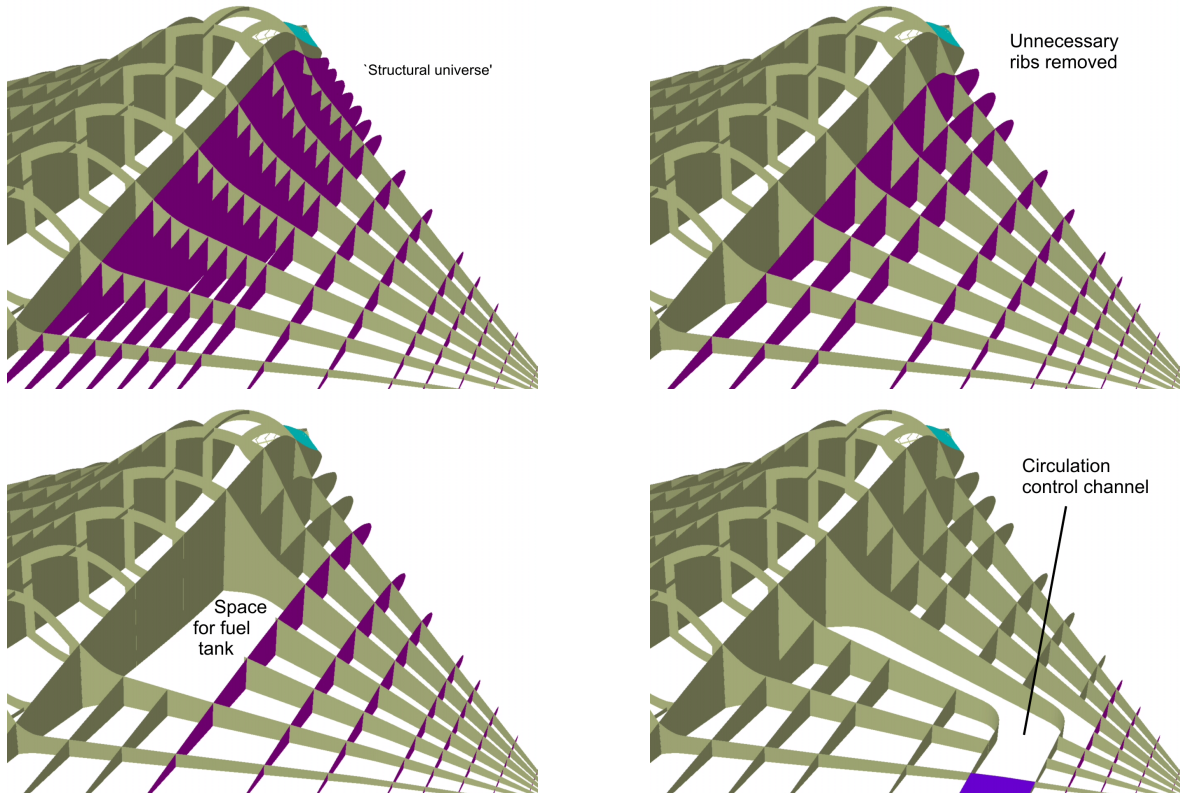 `Structural universe'
Unnecessary
ribs removed
Space
for fuel
tank
Circulation
control channel